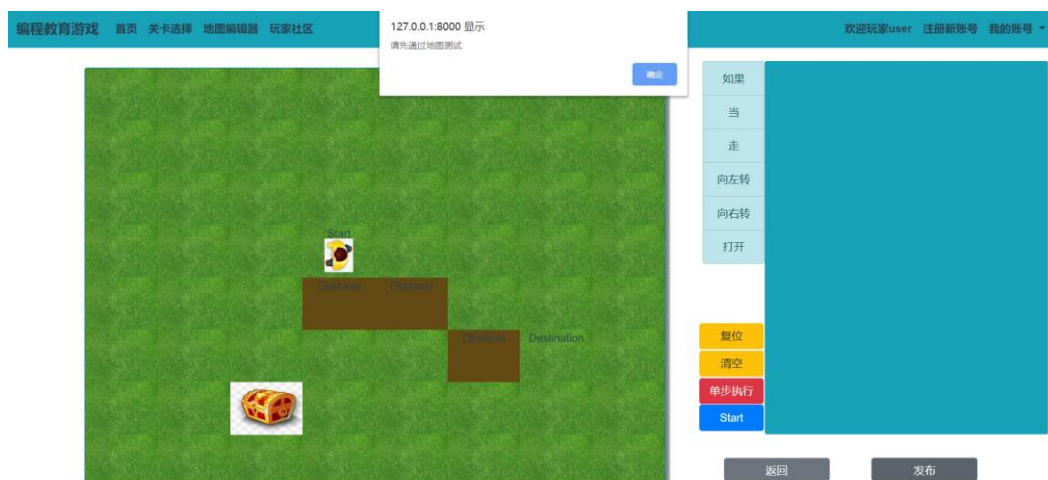 编程教育游戏 首页 关卡选择 地图编辑器 玩家社区
127.0.0.1:8000 显示
请先通过地图测试
确定
欢迎玩家user 注册新账号 我的账号
如果
当
走
向左转
向右转
打开
Start
Obstacle Obstacle
Obstacle Destination
复位
清空
单步执行
Start
返回 发布